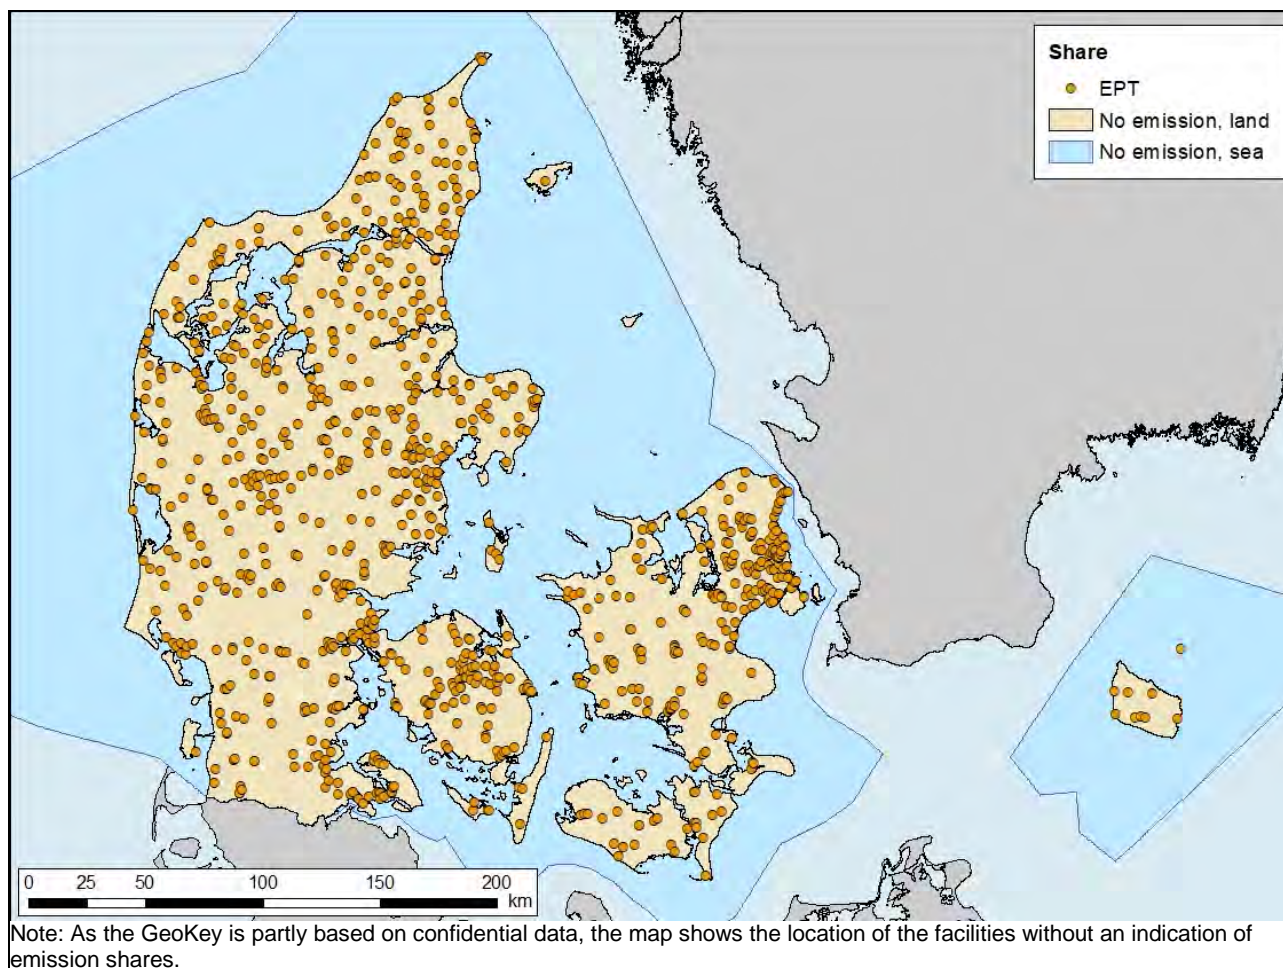 Share
EPT
No emission, land
No emission, sea
0 25 50 100 150 200
km
Note: As the GeoKey is partly based on confidential data, the map shows the location of the facilities without an indication of
emission shares.